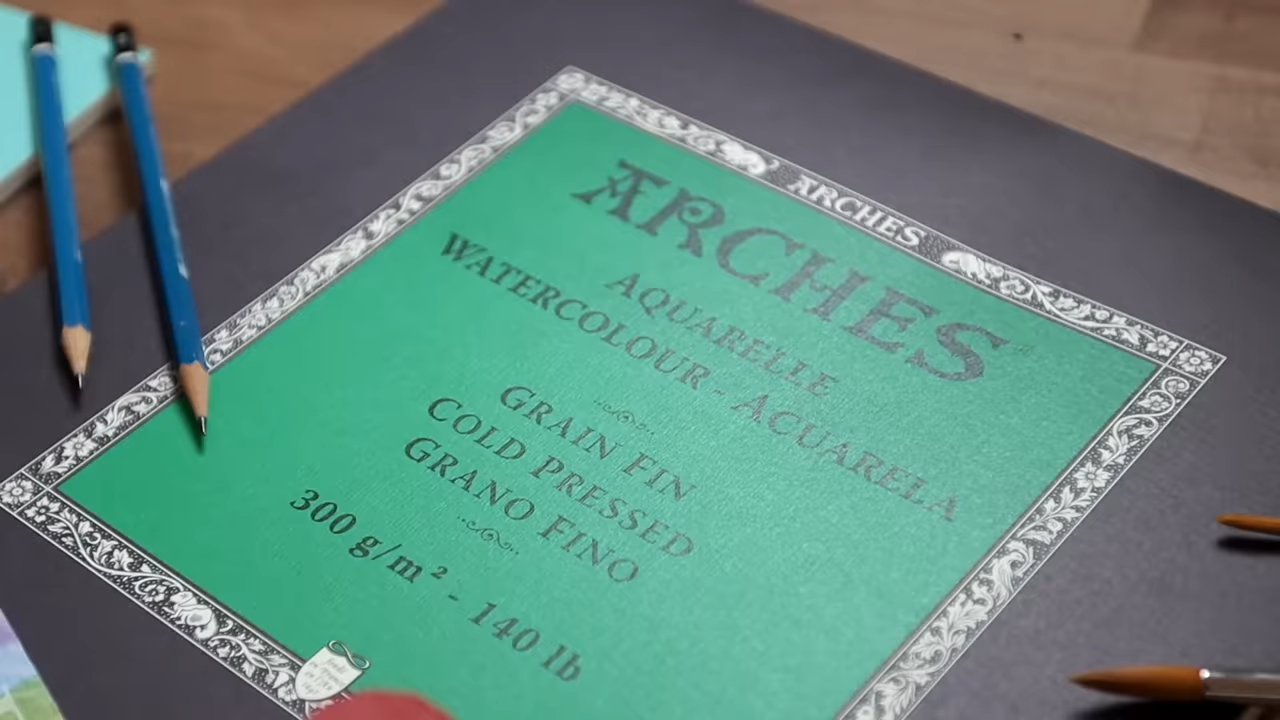 ARCHES
ARCHES
AQUARELLE
WATERCOLOUR - ACUARELA
GRAIN FIN
COLD PRESSED
GRANO FINO
300 g/m² - 140 lb